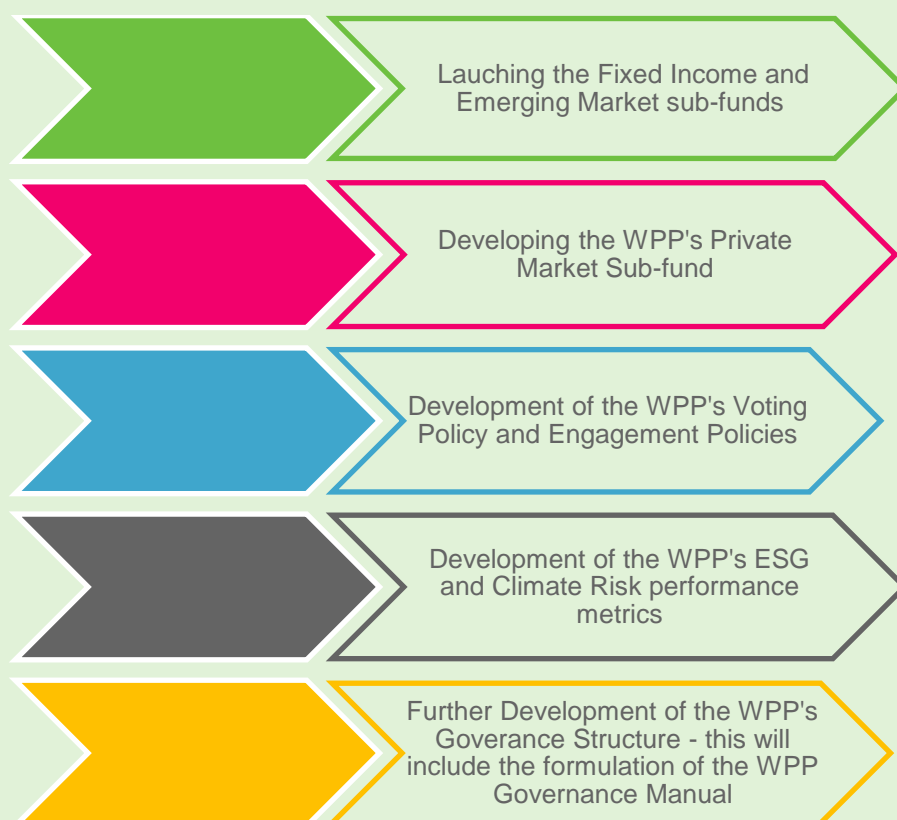 Lauching the Fixed Income and
Emerging Market sub-funds
Developing the WPP's Private
Market Sub-fund
Development of the WPP's Voting
Policy and Engagement Policies
Development of the WPP's ESG
and Climate Risk performance
metrics
Further Development of the WPP's
Goverance Structure - this will
include the formulation of the WPP
Governance Manual